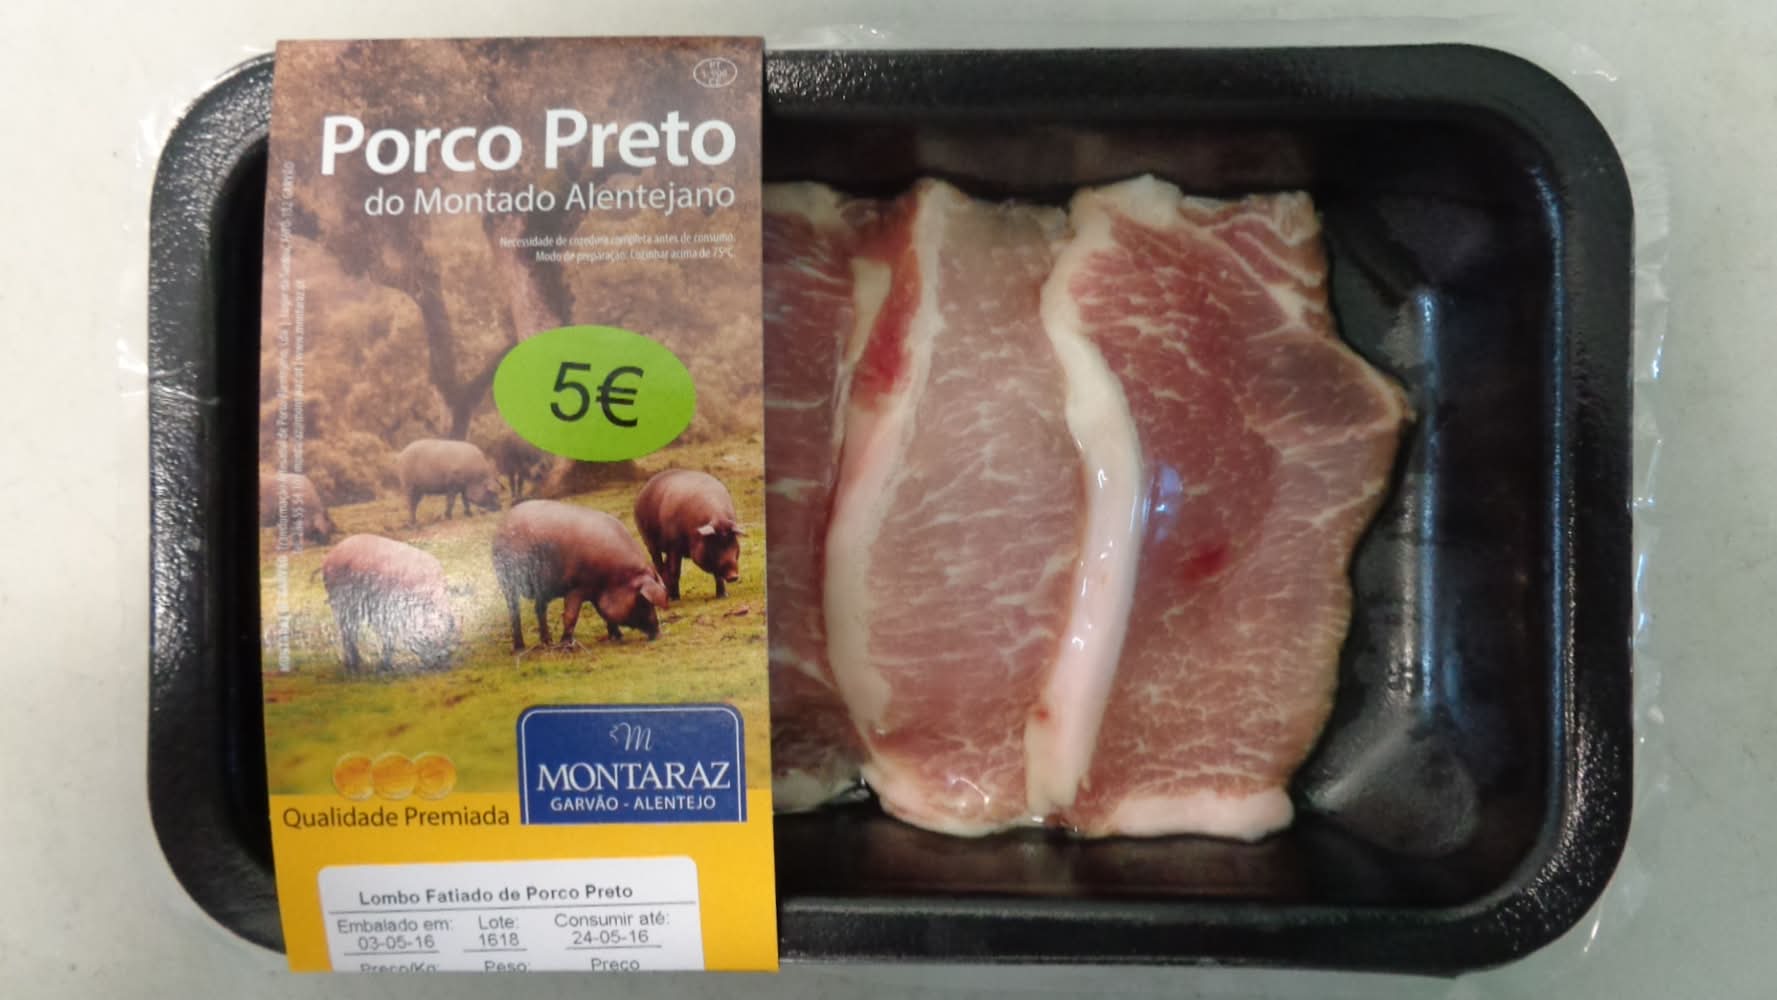 Porco Preto
do Montado Alentejano
Necessidade de cozedura completa antes de consumo.
Modo de preparação: Cozinhar acima de 75ºC
5€
m
MONTARAZ
GARVÃO - ALENTEJO
Qualidade Premiada
Lombo Fatiado de Porco Preto
Embalado em: Lote: Consumir até:
03-05-16 1618 24-05-16
Preço/Kg: Peso: Preço